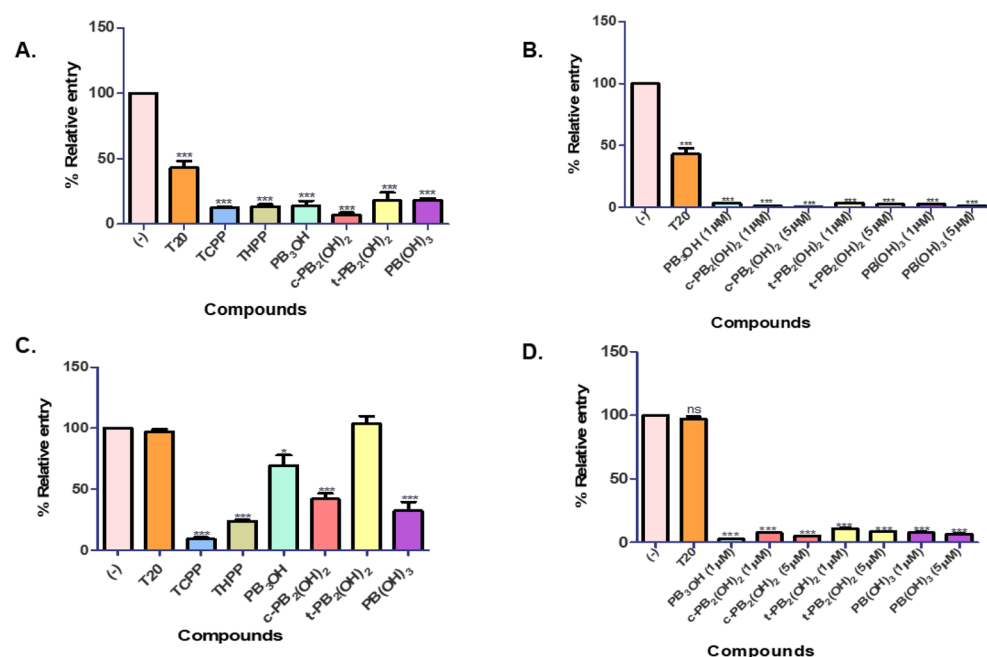 A.
% Relative entry
150
100
50
0
***
***
***
***
***
***
***
(-)
T20
TCPP
THPP
PB₃OH
c-PB₂(OH)₂
t-PB₂(OH)₂
PB(OH)₃
Compounds
B.
% Relative entry
150
100
50
0
***
***
***
***
***
***
***
***
(-)
T20
PB₃OH (1µM)
c-PB₂(OH)₂ (1µM)
c-PB₂(OH)₂ (5µM)
t-PB₂(OH)₂ (1µM)
t-PB₂(OH)₂ (5µM)
PB(OH)₃ (1µM)
PB(OH)₃ (5µM)
Compounds
C.
% Relative entry
150
100
50
0
***
***
*
***
***
(-)
T20
TCPP
THPP
PB₃OH
c-PB₂(OH)₂
t-PB₂(OH)₂
PB(OH)₃
Compounds
D.
% Relative entry
150
100
50
0
ns
***
***
***
***
***
***
***
(-)
T20
PB₃OH (1µM)
c-PB₂(OH)₂ (1µM)
c-PB₂(OH)₂ (5µM)
t-PB₂(OH)₂ (1µM)
t-PB₂(OH)₂ (5µM)
PB(OH)₃ (1µM)
PB(OH)₃ (5µM)
Compounds